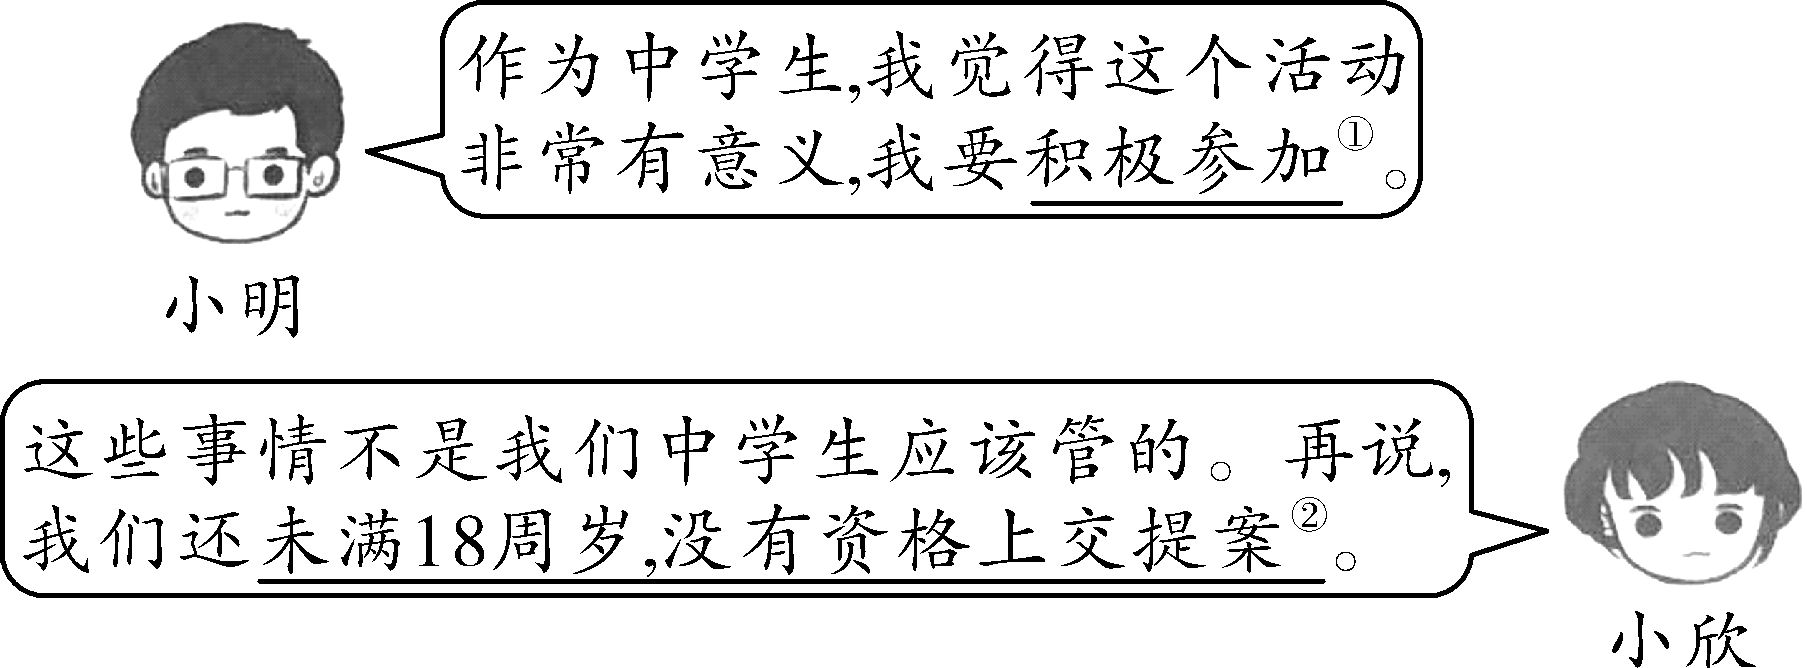 作为中学生,我觉得这个活动
非常有意义,我要积极参加①。
小明
这些事情不是我们中学生应该管的。再说,
我们还未满18周岁,没有资格上交提案②。
小欣